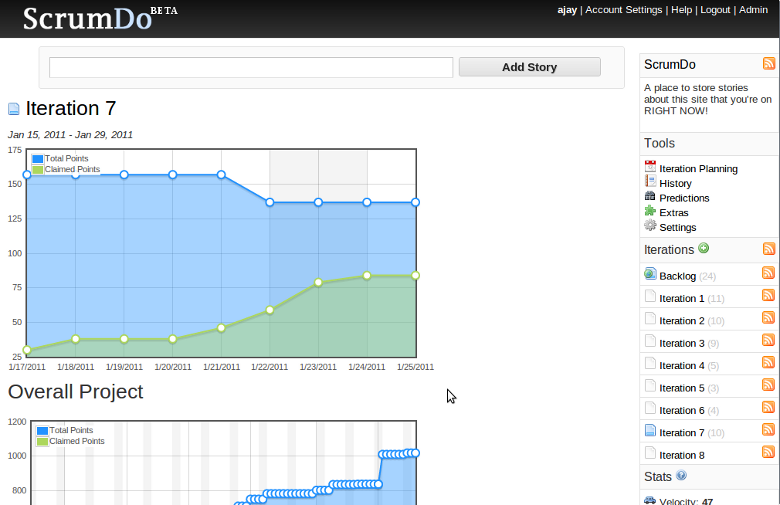 ScrumDo BETA
ajay | Account Settings | Help | Logout | Admin
Add Story
Iteration 7
Jan 15, 2011 - Jan 29, 2011
175
150
125
100
75
50
25
Total Points
Claimed Points
1/17/2011 1/18/2011 1/19/2011 1/20/2011 1/21/2011 1/22/2011 1/23/2011 1/24/2011 1/25/2011
Overall Project
1200
1000
800
Total Points
Claimed Points
ScrumDo
A place to store stories
about this site that you're on
RIGHT NOW!
Tools
Iteration Planning
History
Predictions
Extras
Settings
Iterations
Backlog (24)
Iteration 1 (11)
Iteration 2 (10)
Iteration 3 (9)
Iteration 4 (5)
Iteration 5 (3)
Iteration 6 (4)
Iteration 7 (10)
Iteration 8
Stats
Velocity: 47